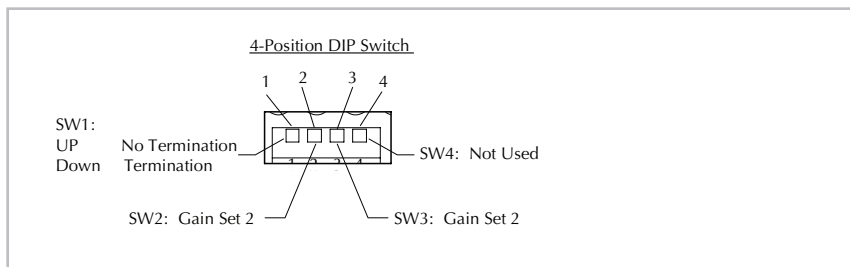 4-Position DIP Switch
1 2 3 4
SW1:
UP No Termination
Down Termination
SW4: Not Used
SW2: Gain Set 2
SW3: Gain Set 2